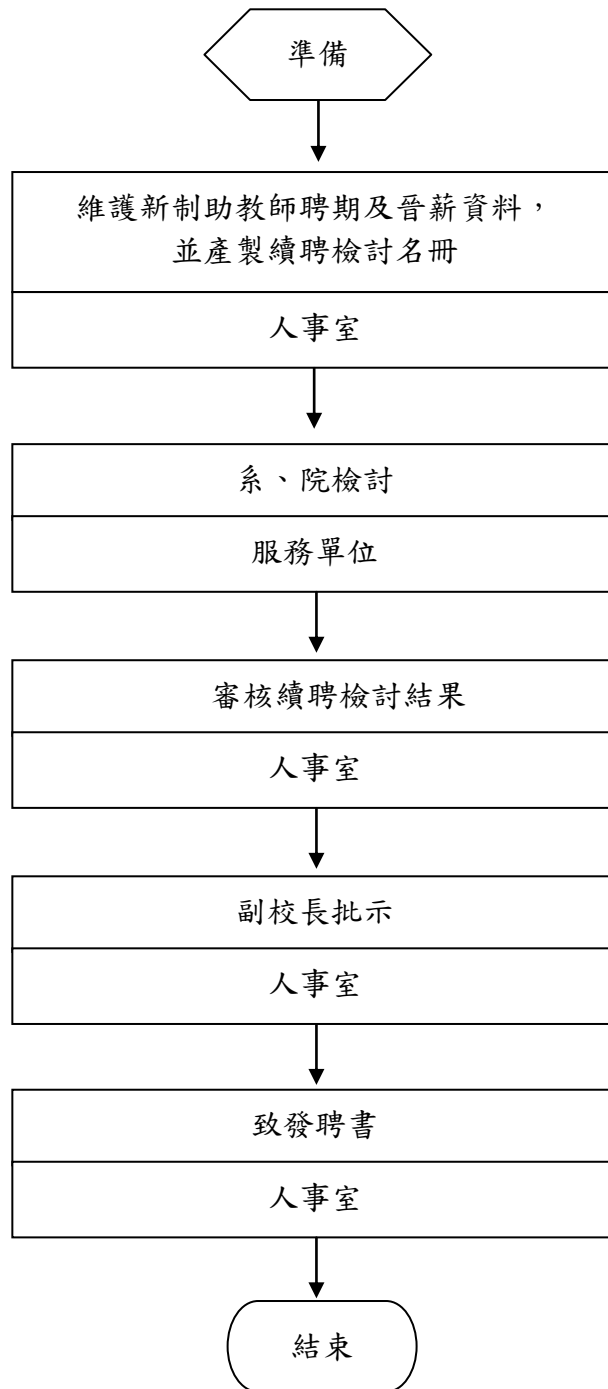 準備
維護新制助教師聘期及晉薪資料，
並產製續聘檢討名冊
人事室
系、院檢討
服務單位
審核續聘檢討結果
人事室
副校長批示
人事室
致發聘書
人事室
結束